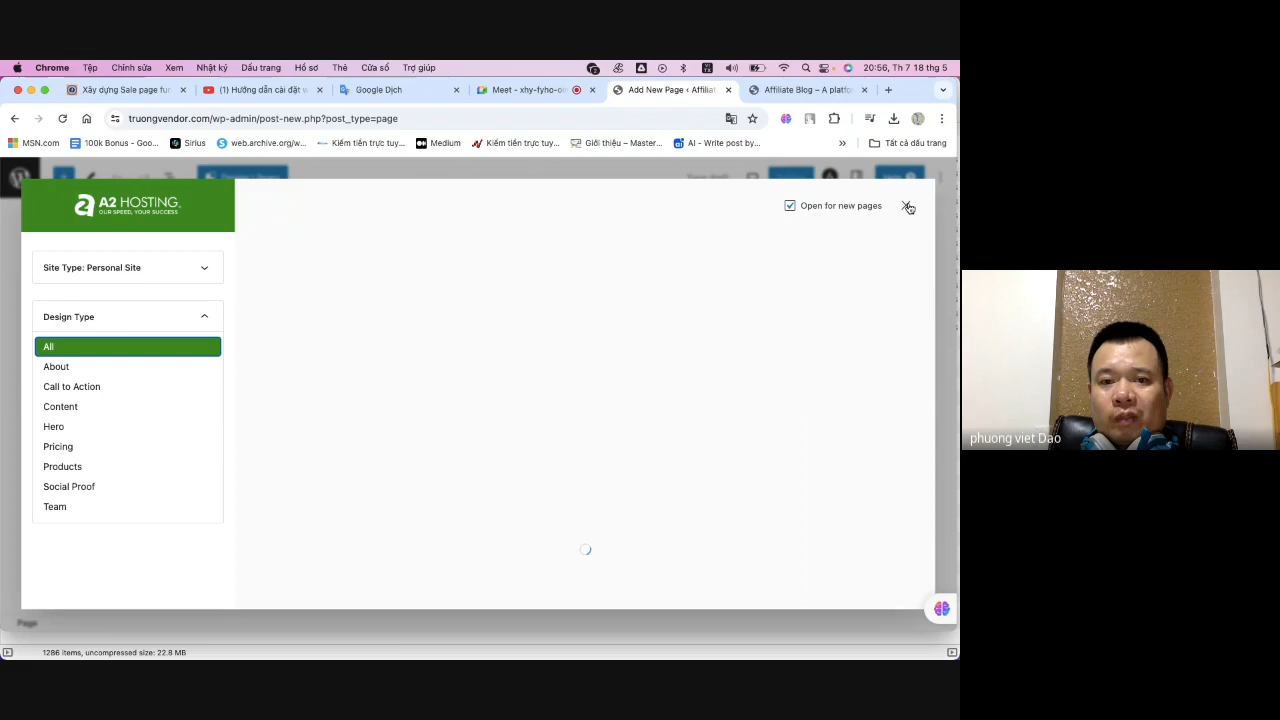 Chrome Tệp Chỉnh sửa Xem Nhật ký Dấu trang Hồ sơ Thẻ Cửa sổ Trợ giúp 20:56, Th 7 18 thg 5
Xây dựng Sale page fun (1) Hướng dẫn cài đặt w Google Dịch Meet - xhy-fyho-oin Add New Page ‹ Affiliat Affiliate Blog – A platfo
truongvendor.com/wp-admin/post-new.php?post_type=page
MSN.com 100k Bonus - Goo... Sirius web.archive.org/w... Kiếm tiền trực tuy... Medium Kiếm tiền trực tuy... Giới thiệu – Master... AI - Write post by... » Tất cả dấu trang
A2 HOSTING
OUR SPEED, YOUR SUCCESS
Open for new pages
Site Type: Personal Site
Design Type
All
About
Call to Action
Content
Hero
Pricing
Products
Social Proof
Team
phuong viet Dao
Page
1286 items, uncompressed size: 22.8 MB